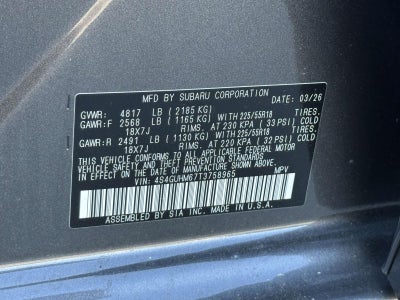 MFD BY SUBARU CORPORATION DATE: 03/26
GVWR: 4817 LB (2185 KG)
GAWR:F 2568 LB (1165 KG) WITH 225/55R18 TIRES.
18X7J RIMS. AT 230 KPA (33 PSI) COLD
GAWR:R 2491 LB (1130 KG) WITH 225/55R18 TIRES.
18X7J RIMS. AT 220 KPA (32 PSI) COLD
THIS VEHICLE CONFORMS TO ALL APPLICABLE
FEDERAL MOTOR VEHICLE SAFETY, BUMPER,
AND THEFT PREVENTION STANDARDS IN EFFECT ON
THE DATE OF MANUFACTURE SHOWN ABOVE.
VIN: 4S4GUHM67T3758965 MPV
ASSEMBLED BY SIA INC. MADE IN U.S.A.